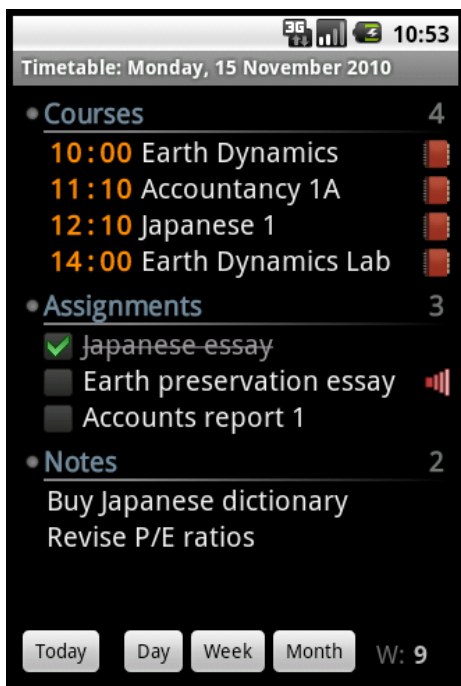 3G 10:53
Timetable: Monday, 15 November 2010
Courses 4
10:00 Earth Dynamics
11:10 Accountancy 1A
12:10 Japanese 1
14:00 Earth Dynamics Lab
Assignments 3
Japanese essay
Earth preservation essay
Accounts report 1
Notes 2
Buy Japanese dictionary
Revise P/E ratios
Today Day Week Month W: 9